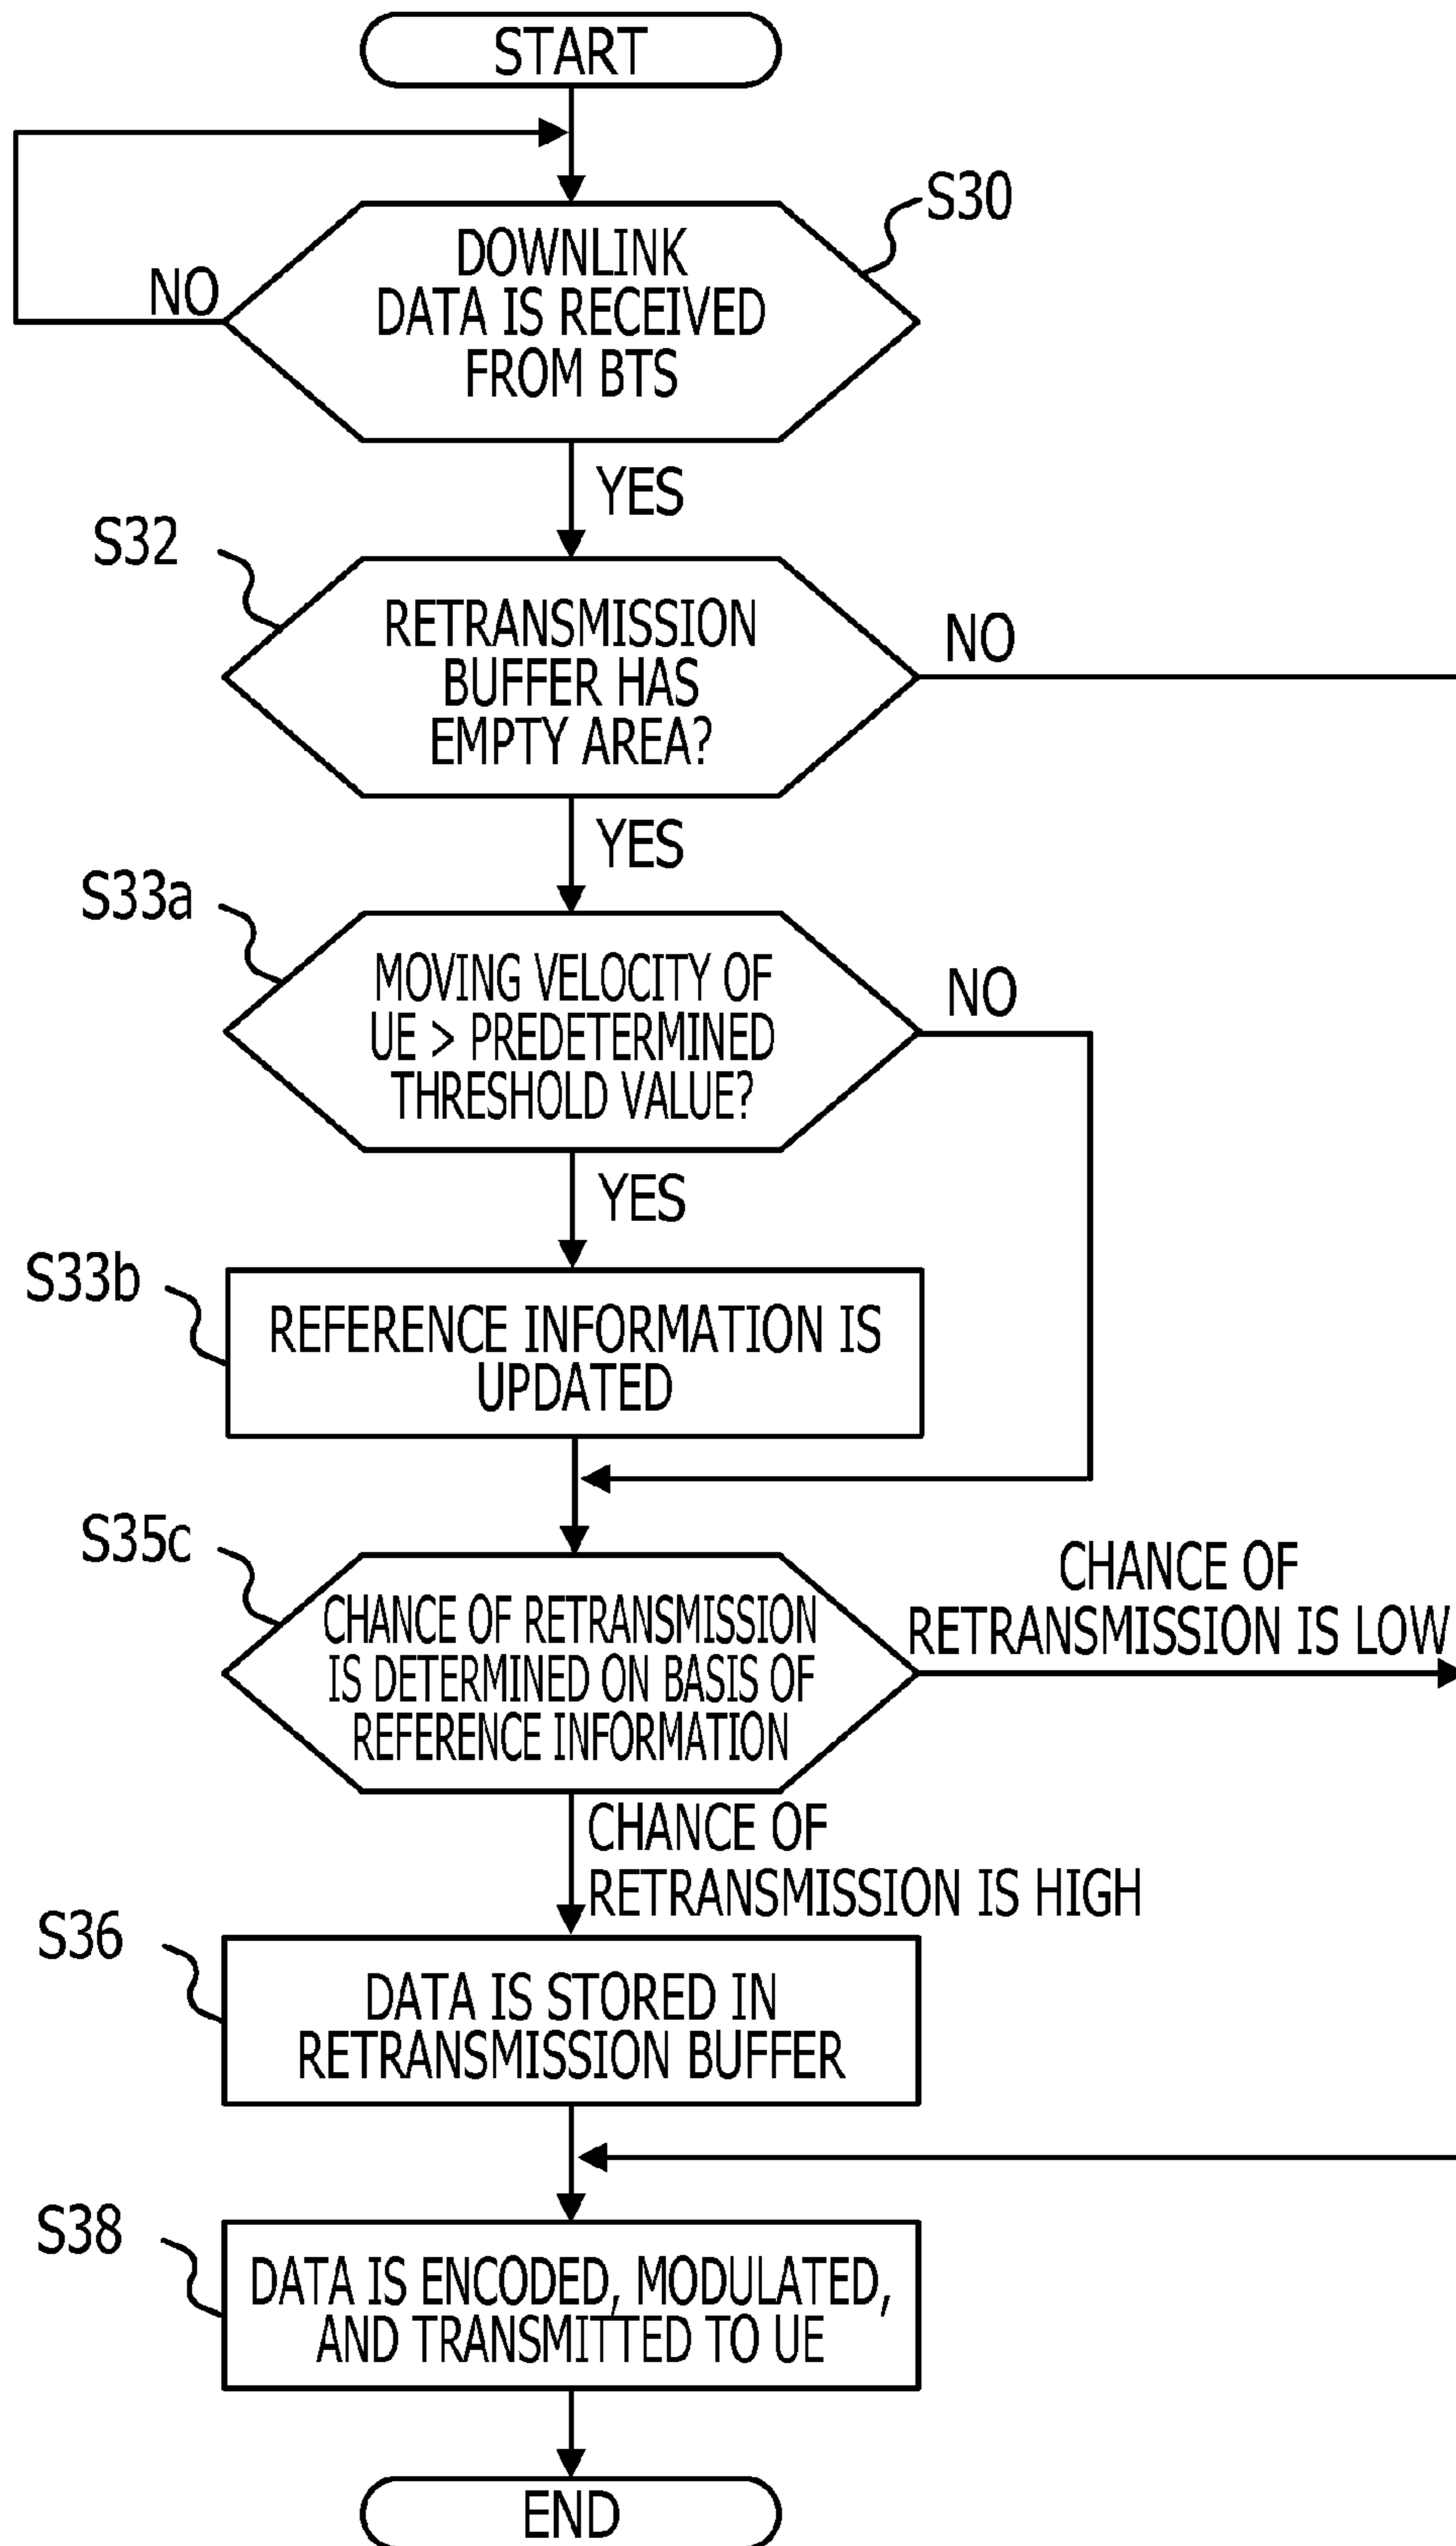 START
S30
DOWNLINK
DATA IS RECEIVED
FROM BTS
NO
YES
S32
RETRANSMISSION
BUFFER HAS
EMPTY AREA?
NO
YES
S33a
MOVING VELOCITY OF
UE > PREDETERMINED
THRESHOLD VALUE?
NO
YES
S33b
REFERENCE INFORMATION IS
UPDATED
S35c
CHANCE OF RETRANSMISSION
IS DETERMINED ON BASIS OF
REFERENCE INFORMATION
CHANCE OF
RETRANSMISSION IS LOW
CHANCE OF
RETRANSMISSION IS HIGH
S36
DATA IS STORED IN
RETRANSMISSION BUFFER
S38
DATA IS ENCODED, MODULATED,
AND TRANSMITTED TO UE
END